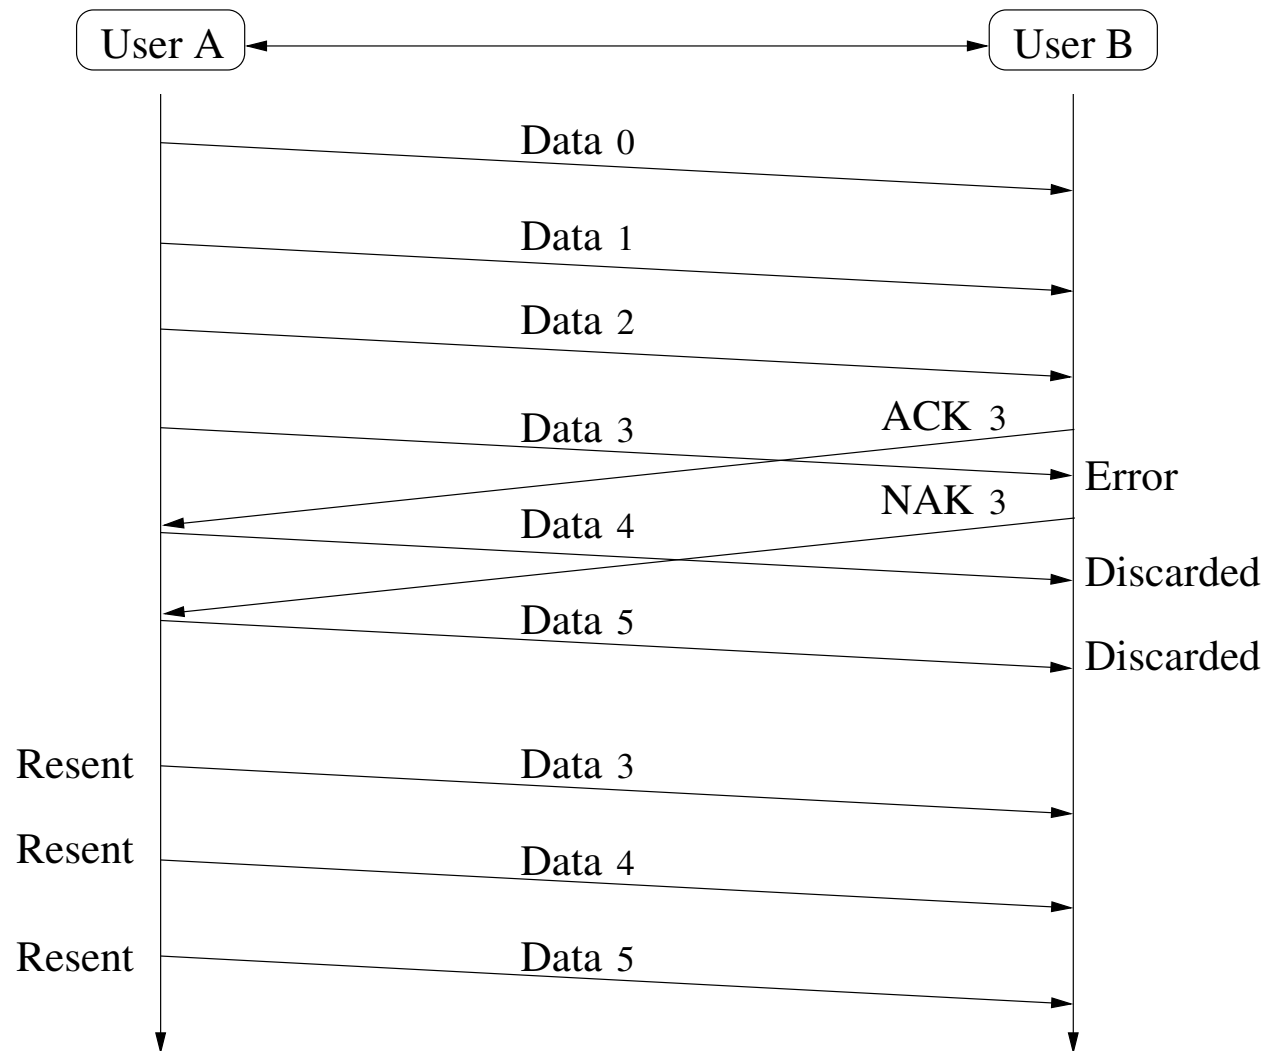 User A
User B
Data 0
Data 1
Data 2
ACK 3
Data 3
Error
NAK 3
Data 4
Discarded
Data 5
Discarded
Resent
Data 3
Resent
Data 4
Resent
Data 5